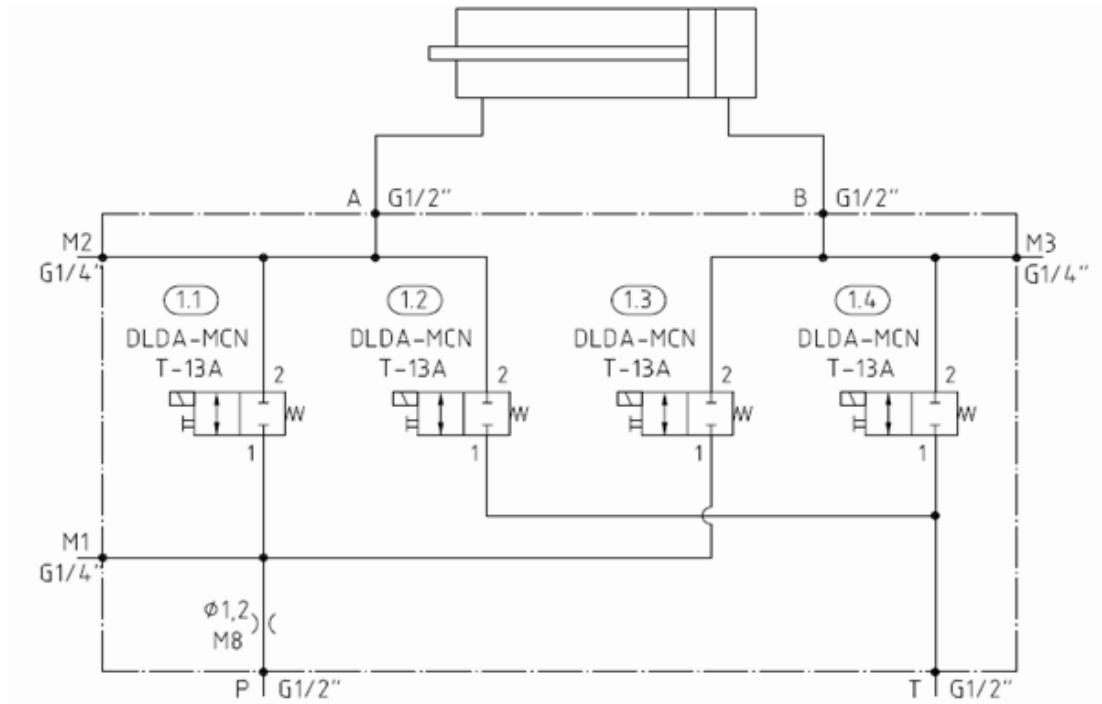 A G1/2"
B G1/2"
M2
G1/4"
M3
G1/4"
1.1
DLDA-MCN
T-13A
2
1
1.2
DLDA-MCN
T-13A
2
1
1.3
DLDA-MCN
T-13A
2
1
1.4
DLDA-MCN
T-13A
2
1
M1
G1/4"
ϕ1,2
M8
P G1/2"
T G1/2"